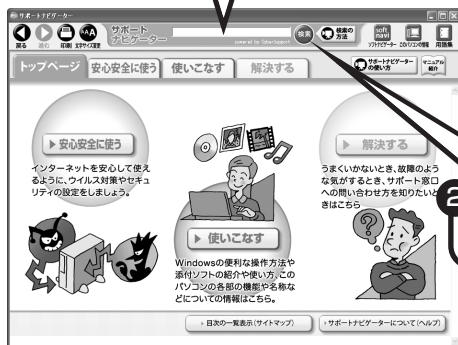 サポートナビゲーター
戻る
進む
印刷
文字サイズ変更
サポート
ナビゲーター
powered by CyberSupport
検索
検索の
方法
soft
navi
ソフトナビゲーター
このパソコンの情報
用語集
トップページ
安心安全に使う
使いこなす
解決する
サポートナビゲーター
の使い方
マニュアル
紹介
安心安全に使う
インターネットを安心して使え
るように、ウイルス対策やセキュ
リティの設定をしましょう。
使いこなす
Windowsの便利な操作方法や
添付ソフトの紹介や使い方、この
パソコンの各部の機能や名称な
どについての情報はこちら。
解決する
うまくいかないとき、故障のよう
な気がするとき、サポート窓口
への問い合わせ方を知りたいと
きはこちら
2
目次の一覧表示(サイトマップ)
サポートナビゲーターについて(ヘルプ)